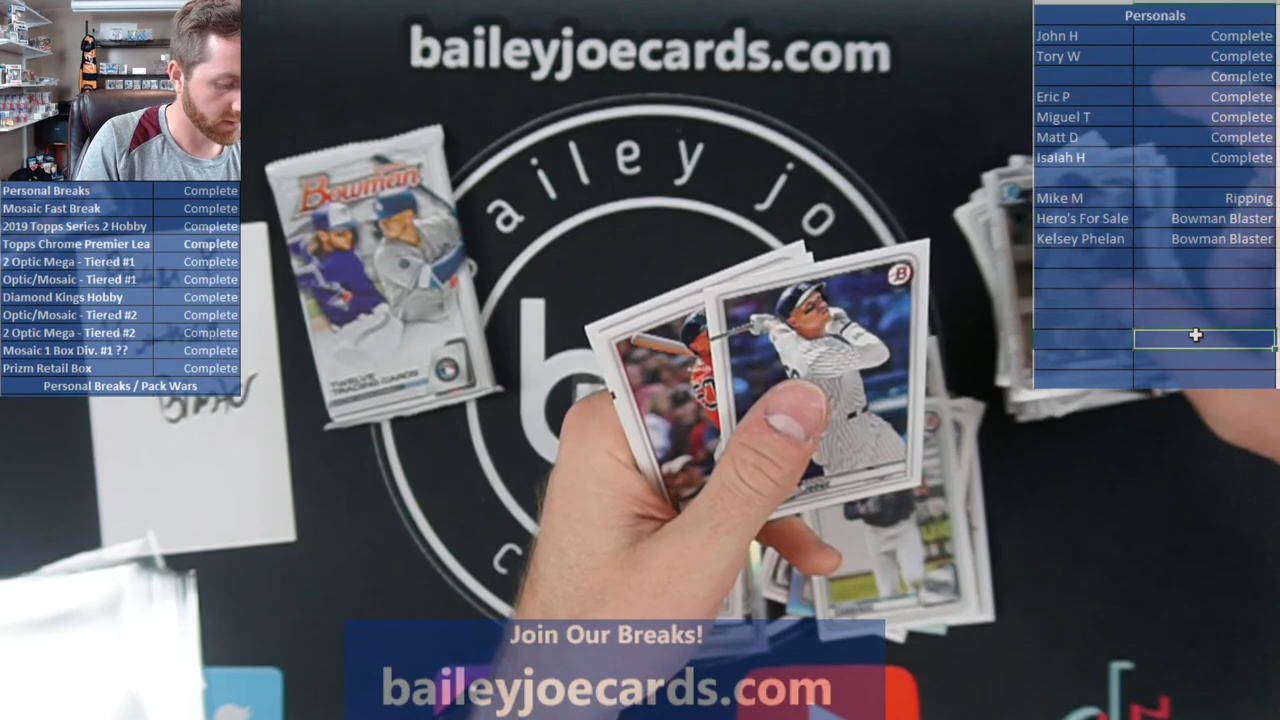 baileyjoecards.com
Personal Breaks Complete
Mosaic Fast Break Complete
2019 Topps Series 2 Hobby Complete
Topps Chrome Premier Lea Complete
2 Optic Mega - Tiered #1 Complete
Optic/Mosaic - Tiered #1 Complete
Diamond Kings Hobby Complete
Optic/Mosaic - Tiered #2 Complete
2 Optic Mega - Tiered #2 Complete
Mosaic 1 Box Div. #1 ?? Complete
Prizm Retail Box Complete
Personal Breaks / Pack Wars
Personals
John H Complete
Tory W Complete
Complete
Eric P Complete
Miguel T Complete
Matt D Complete
Isaiah H Complete
Mike M Ripping
Hero's For Sale Bowman Blaster
Kelsey Phelan Bowman Blaster
ailey jo
b
c
Bowman
TWELVE
TRADING CARDS
B
Join Our Breaks!
baileyjoecards.com